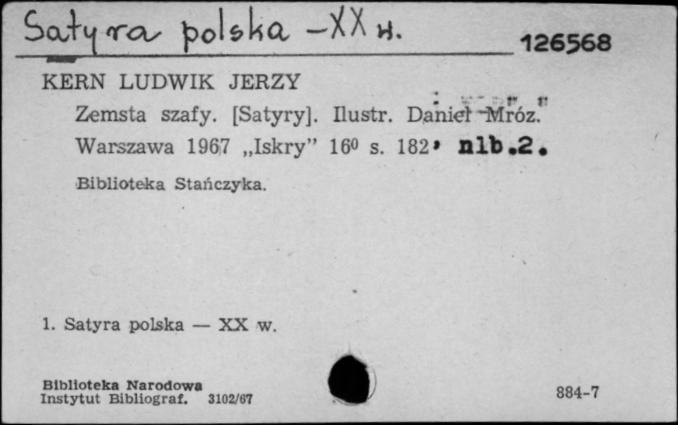 Satyra polska - XX w.
126568
KERN LUDWIK JERZY
Zemsta szafy. [Satyry]. Ilustr. Daniel Mróz.
Warszawa 1967 „Iskry” 16⁰ s. 182, nlb.2.
Biblioteka Stańczyka.
1. Satyra polska — XX w.
Biblioteka Narodowa
Instytut Bibliograf. 3102/67
884-7